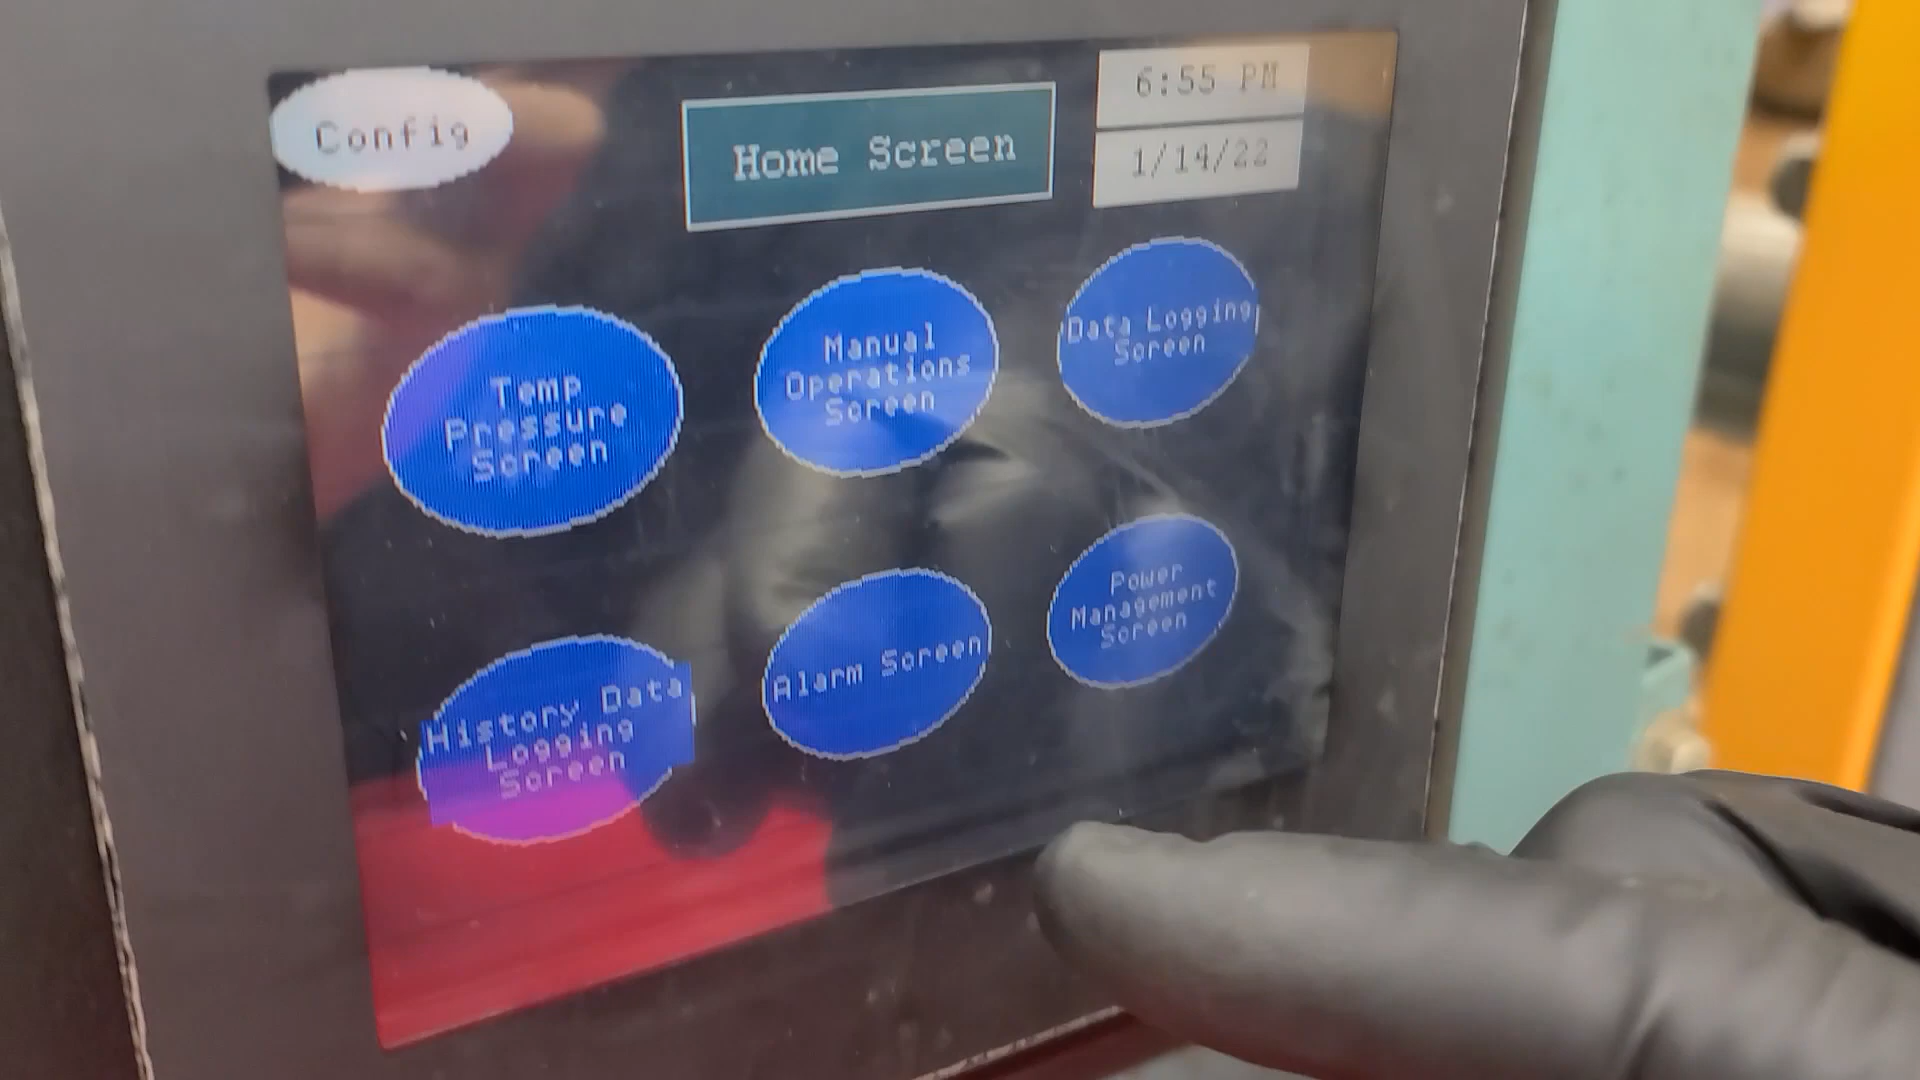 Config
Home Screen
6:55 PM
1/14/22
Temp
Pressure
Screen
Manual
Operations
Screen
Data Logging
Screen
History Data
Logging
Screen
Alarm Screen
Power
Management
Screen